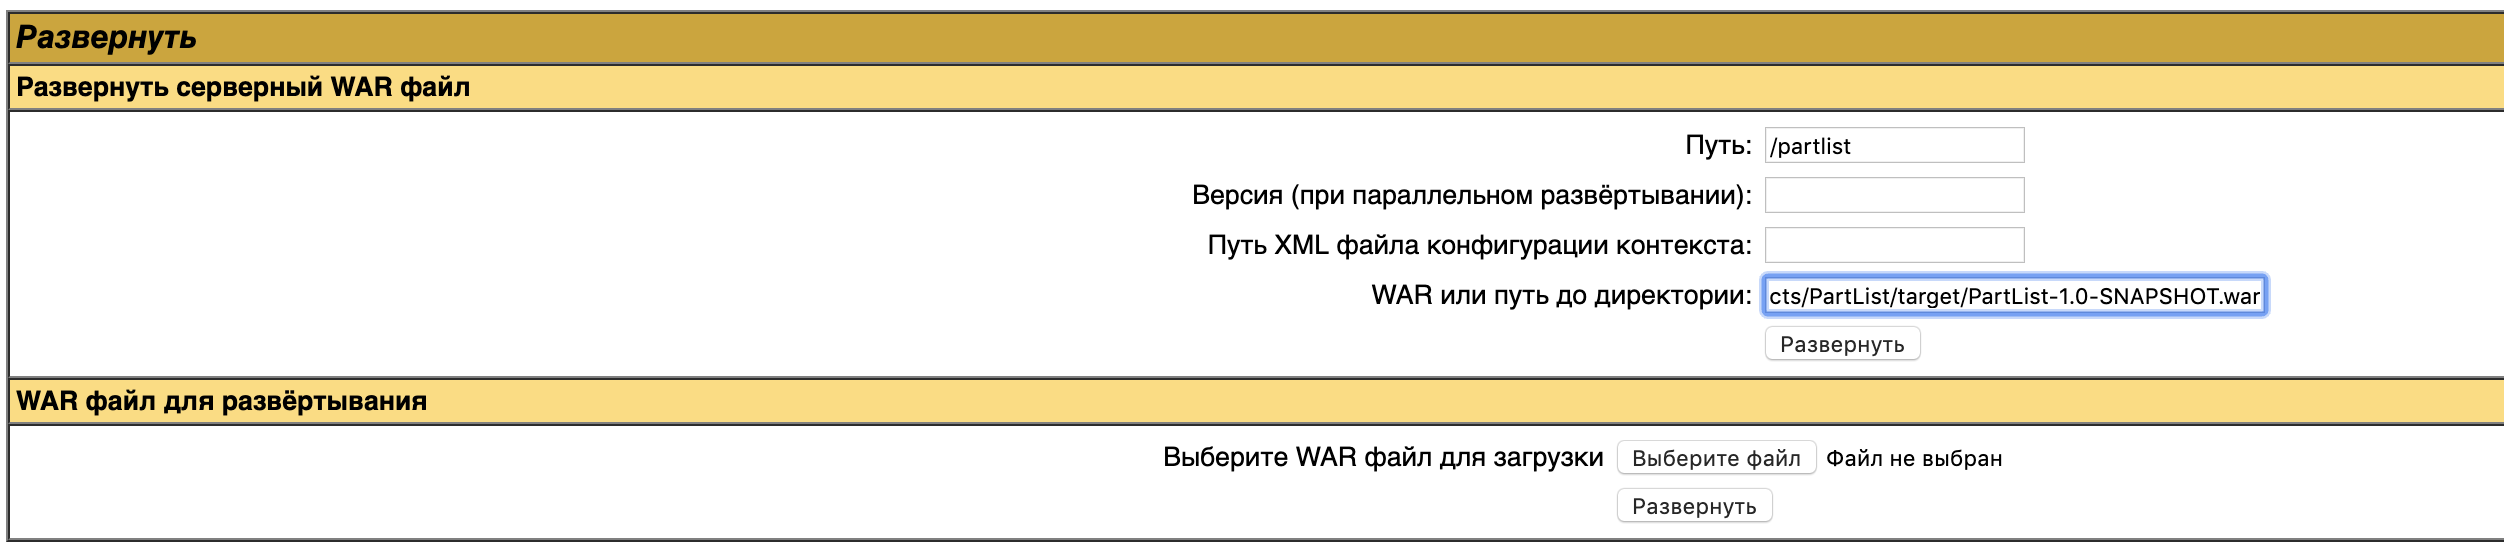 Развернуть
Развернуть серверный WAR файл
Путь: /partlist
Версия (при параллельном развёртывании):
Путь XML файла конфигурации контекста:
WAR или путь до директории: cts/PartList/target/PartList-1.0-SNAPSHOT.war
Развернуть
WAR файл для развёртывания
Выберите WAR файл для загрузки Выберите файл Файл не выбран
Развернуть